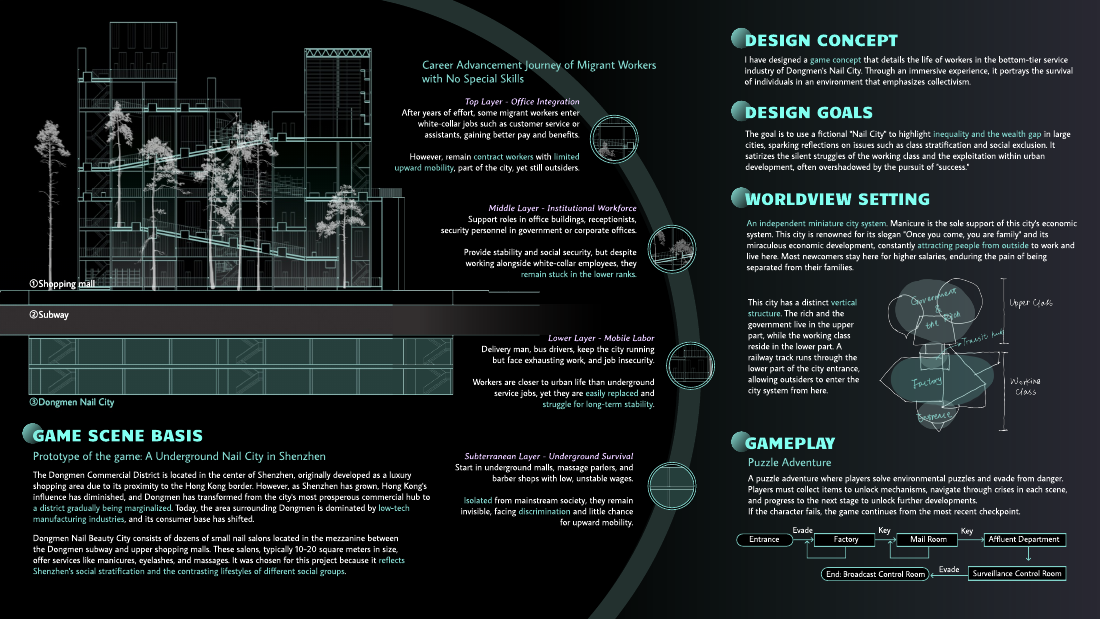 ①Shopping mall
②Subway
③Dongmen Nail City
GAME SCENE BASIS
Prototype of the game: A Underground Nail City in Shenzhen
The Dongmen Commercial District is located in the center of Shenzhen, originally developed as a luxury
shopping area due to its proximity to the Hong Kong border. However, as Shenzhen has grown, Hong Kong's
influence has diminished, and Dongmen has transformed from the city's most prosperous commercial hub to
a district gradually being marginalized. Today, the area surrounding Dongmen is dominated by low-tech
manufacturing industries, and its consumer base has shifted.
Dongmen Nail Beauty City consists of dozens of small nail salons located in the mezzanine between
the Dongmen subway and upper shopping malls. These salons, typically 10-20 square meters in size,
offer services like manicures, eyelashes, and massages. It was chosen for this project because it reflects
Shenzhen's social stratification and the contrasting lifestyles of different social groups.
Career Advancement Journey of Migrant Workers
with No Special Skills
Top Layer - Office Integration
After years of effort, some migrant workers enter
white-collar jobs such as customer service or
assistants, gaining better pay and benefits.
However, remain contract workers with limited
upward mobility, part of the city, yet still outsiders.
Middle Layer - Institutional Workforce
Support roles in office buildings, receptionists,
security personnel in government or corporate offices.
Provide stability and social security, but despite
working alongside white-collar employees, they
remain stuck in the lower ranks.
Lower Layer - Mobile Labor
Delivery man, bus drivers, keep the city running
but face exhausting work, and job insecurity.
Workers are closer to urban life than underground
service jobs, yet they are easily replaced and
struggle for long-term stability.
Subterranean Layer - Underground Survival
Start in underground malls, massage parlors, and
barber shops with low, unstable wages.
Isolated from mainstream society, they remain
invisible, facing discrimination and little chance
for upward mobility.
DESIGN CONCEPT
I have designed a game concept that details the life of workers in the bottom-tier service
industry of Dongmen's Nail City. Through an immersive experience, it portrays the survival
of individuals in an environment that emphasizes collectivism.
DESIGN GOALS
The goal is to use a fictional "Nail City" to highlight inequality and the wealth gap in large
cities, sparking reflections on issues such as class stratification and social exclusion. It
satirizes the silent struggles of the working class and the exploitation within urban
development, often overshadowed by the pursuit of "success."
WORLDVIEW SETTING
An independent miniature city system. Manicure is the sole support of this city's economic
system. This city is renowned for its slogan "Once you come, you are family" and its
miraculous economic development, constantly attracting people from outside to work and
live here. Most newcomers stay here for higher salaries, enduring the pain of being
separated from their families.
This city has a distinct vertical
structure. The rich and the
government live in the upper
part, while the working class
reside in the lower part. A
railway track runs through the
lower part of the city entrance,
allowing outsiders to enter the
city system from here.
Government
&
the Rich
Upper Class
Transit hub
Factory
Working
Class
Residence
GAMEPLAY
Puzzle Adventure
A puzzle adventure where players solve environmental puzzles and evade from danger.
Players must collect items to unlock mechanisms, navigate through crises in each scene,
and progress to the next stage to unlock further developments.
If the character fails, the game continues from the most recent checkpoint.
Entrance
Evade
Factory
Key
Mail Room
Key
Affluent Department
Surveillance Control Room
Evade
End: Broadcast Control Room